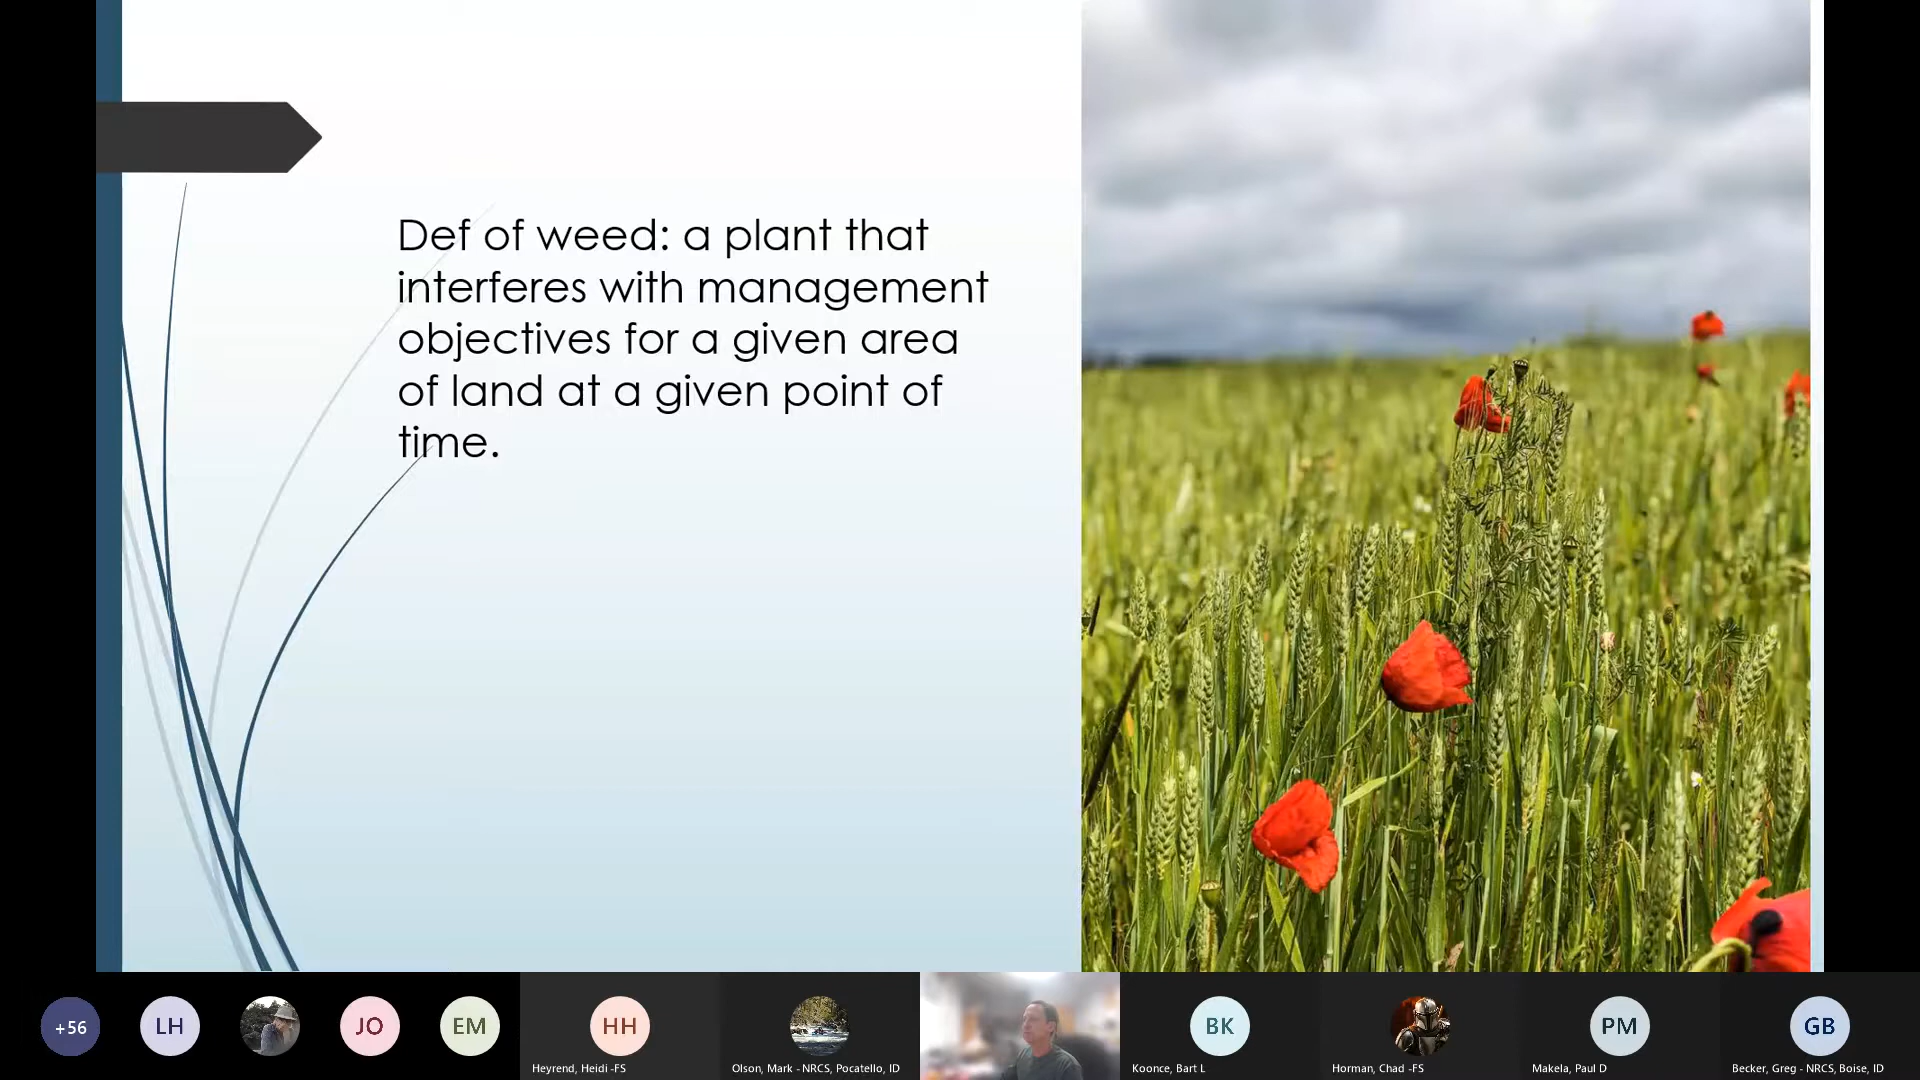 Def of weed: a plant that
interferes with management
objectives for a given area
of land at a given point of
time.
+56
LH
JO
EM
HH
Heyrend, Heidi -FS
Olson, Mark - NRCS, Pocatello, ID
BK
Koonce, Bart L
Horman, Chad -FS
PM
Makela, Paul D
GB
Becker, Greg - NRCS, Boise, ID